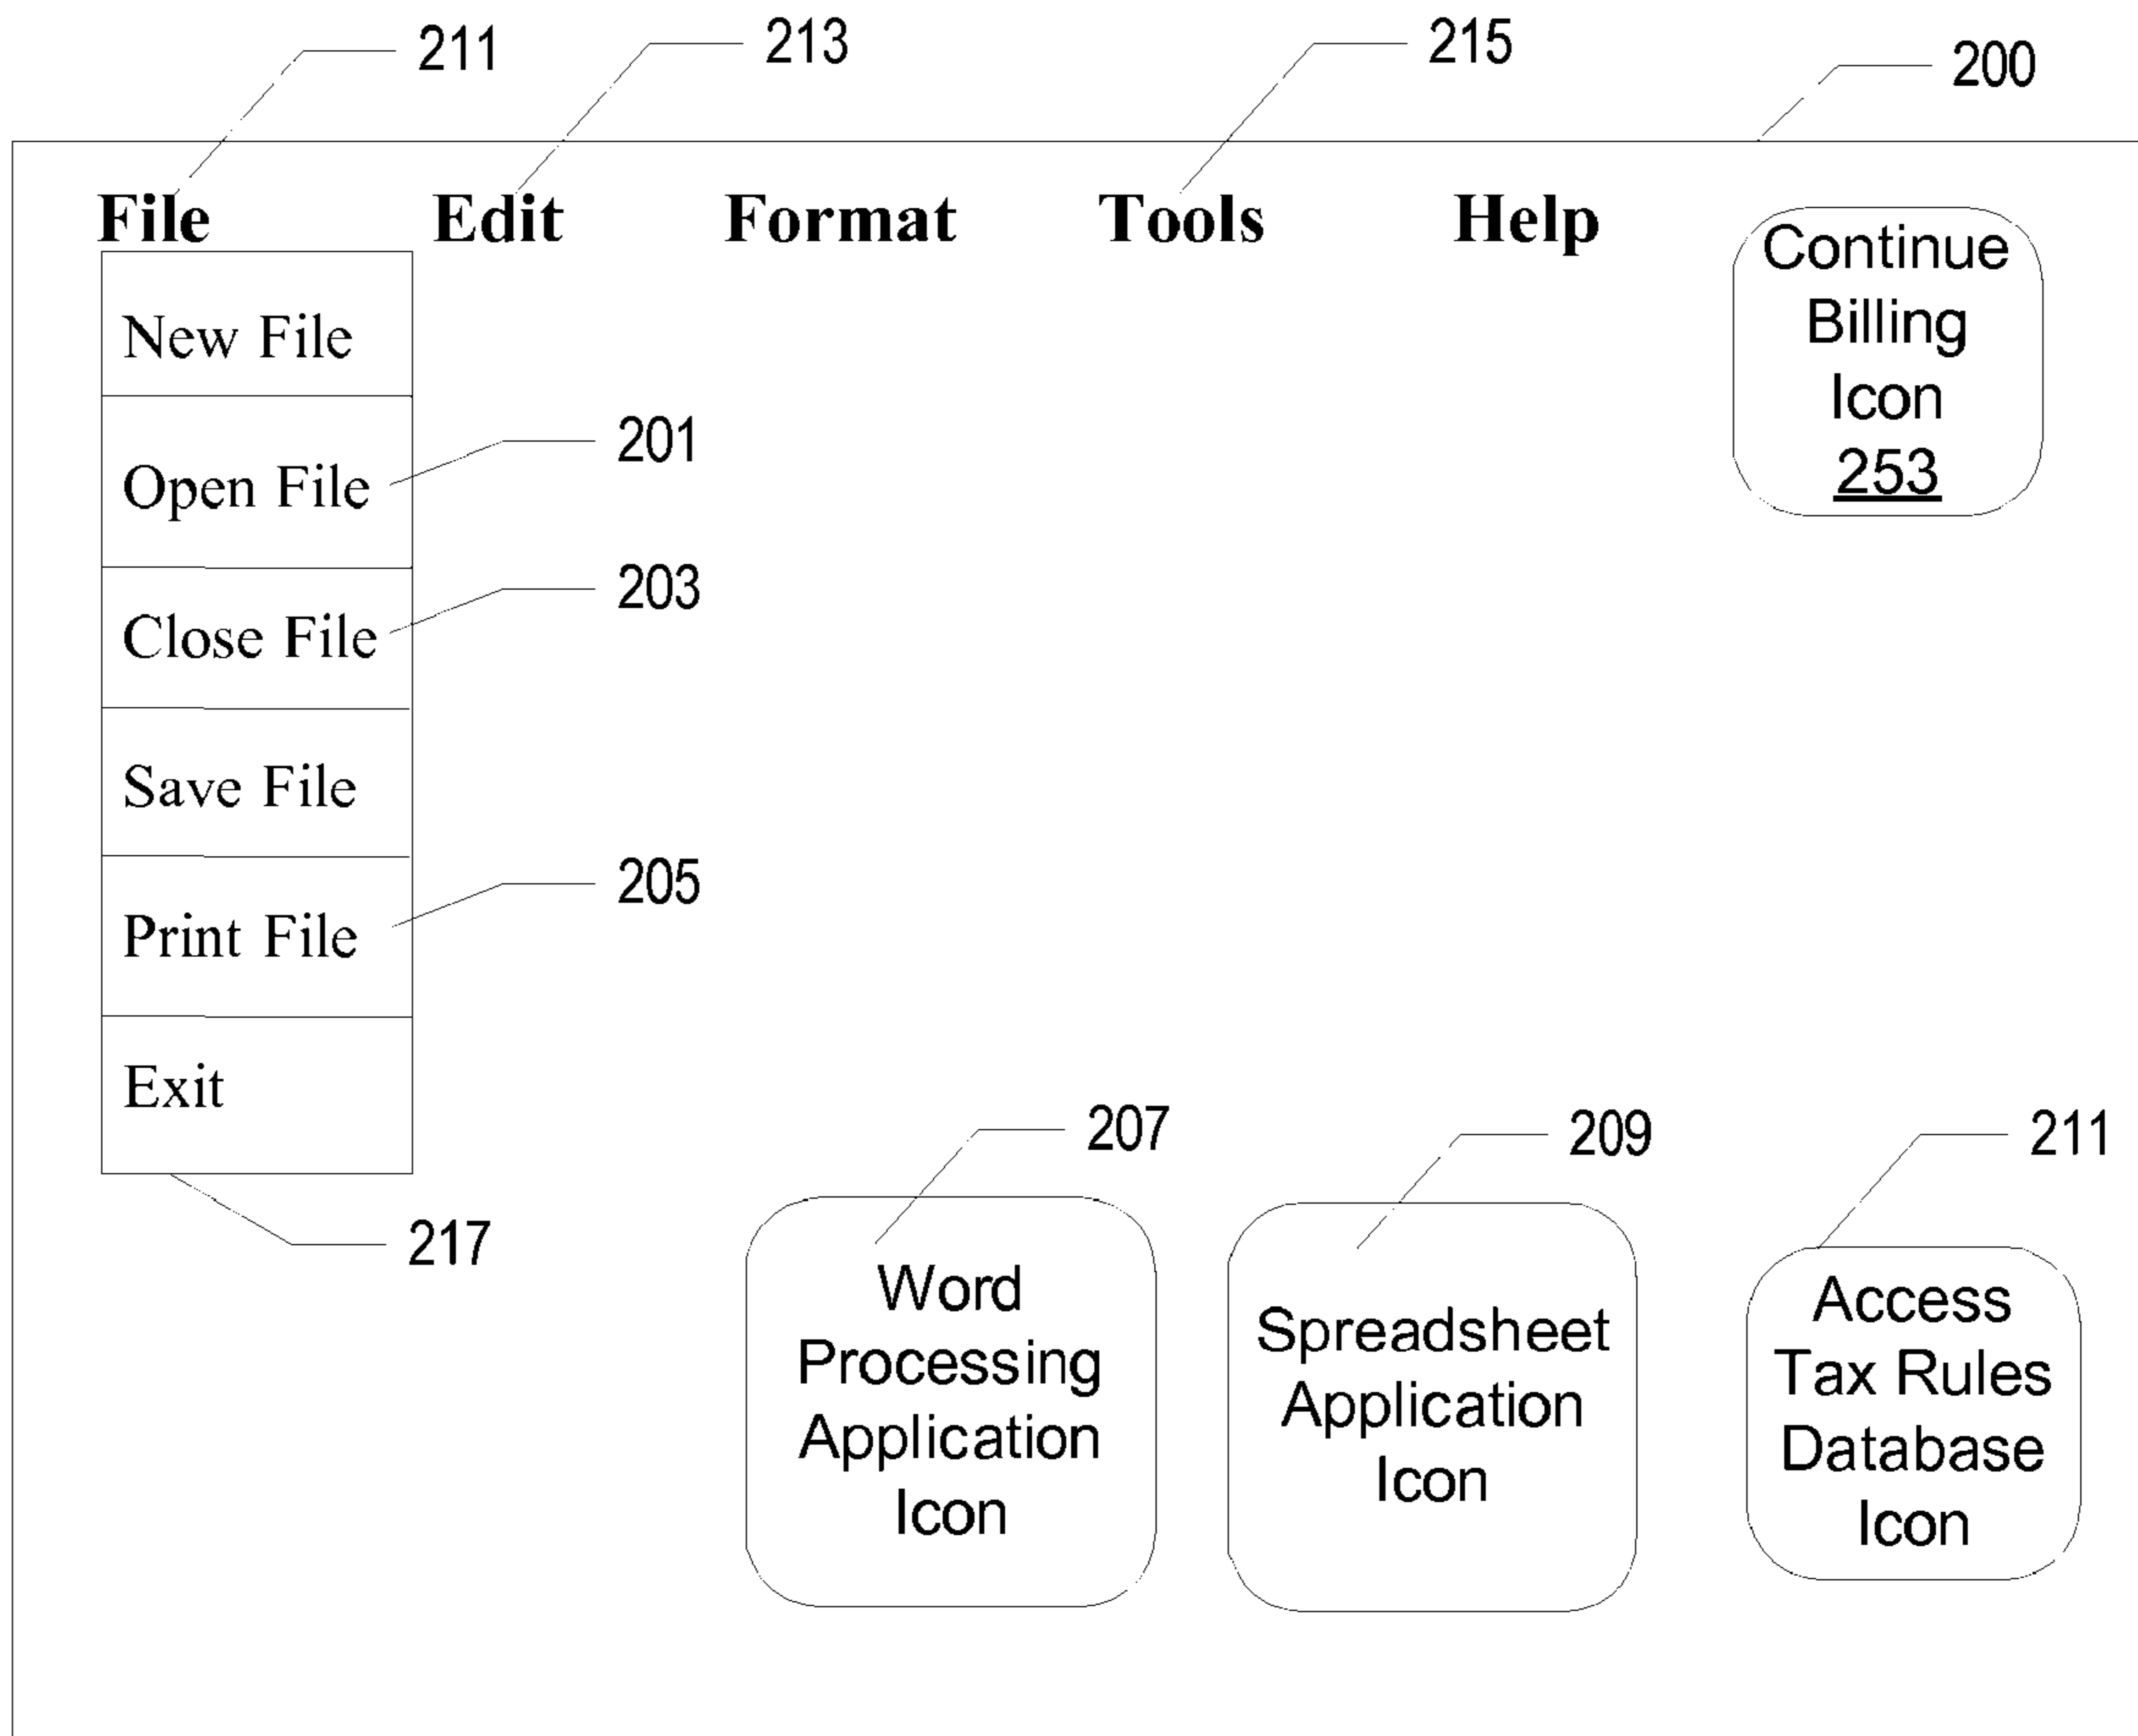 211
213
215
200
File Edit Format Tools Help
Continue
Billing
Icon
253
New File
Open File
201
Close File
203
Save File
Print File
205
Exit
217
207
209
211
Word
Processing
Application
Icon
Spreadsheet
Application
Icon
Access
Tax Rules
Database
Icon